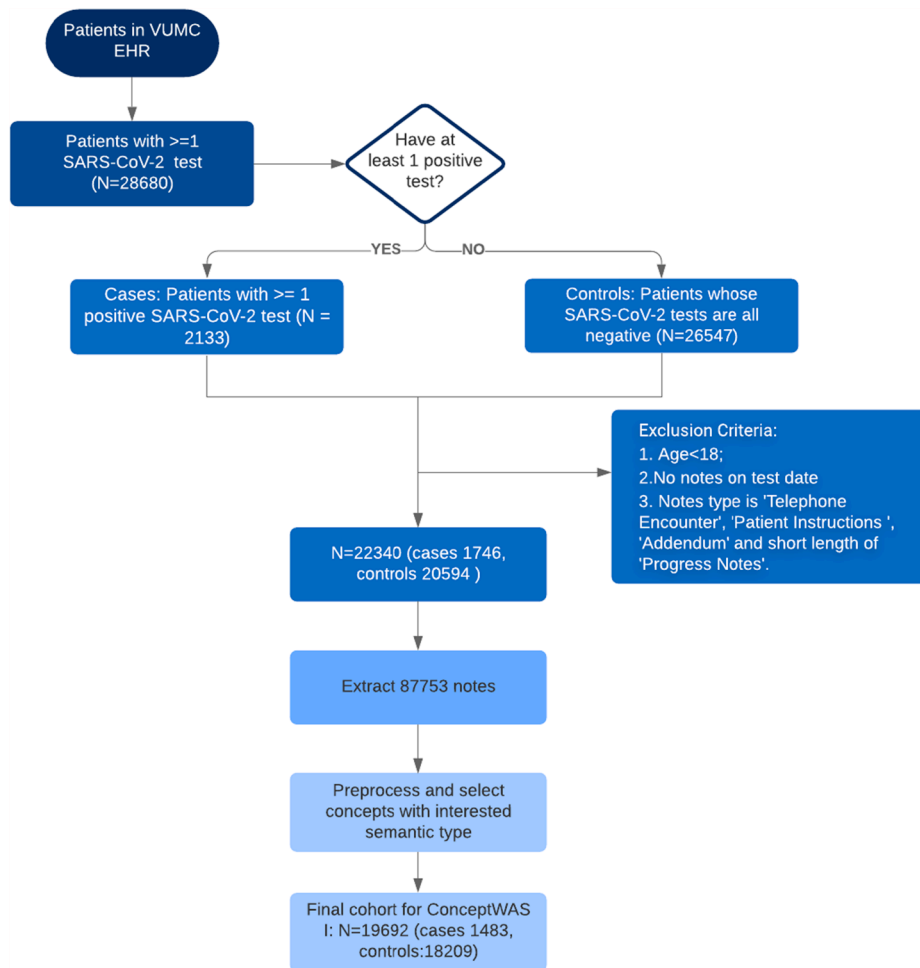 Patients in VUMC
EHR
Patients with >=1
SARS-CoV-2 test
(N=28680)
Have at
least 1 positive
test?
YES
NO
Cases: Patients with >= 1
positive SARS-CoV-2 test (N =
2133)
Controls: Patients whose
SARS-CoV-2 tests are all
negative (N=26547)
Exclusion Criteria:
1. Age<18;
2.No notes on test date
3. Notes type is 'Telephone
Encounter', 'Patient Instructions ',
'Addendum' and short length of
'Progress Notes'.
N=22340 (cases 1746,
controls 20594 )
Extract 87753 notes
Preprocess and select
concepts with interested
semantic type
Final cohort for ConceptWAS
I: N=19692 (cases 1483,
controls:18209)